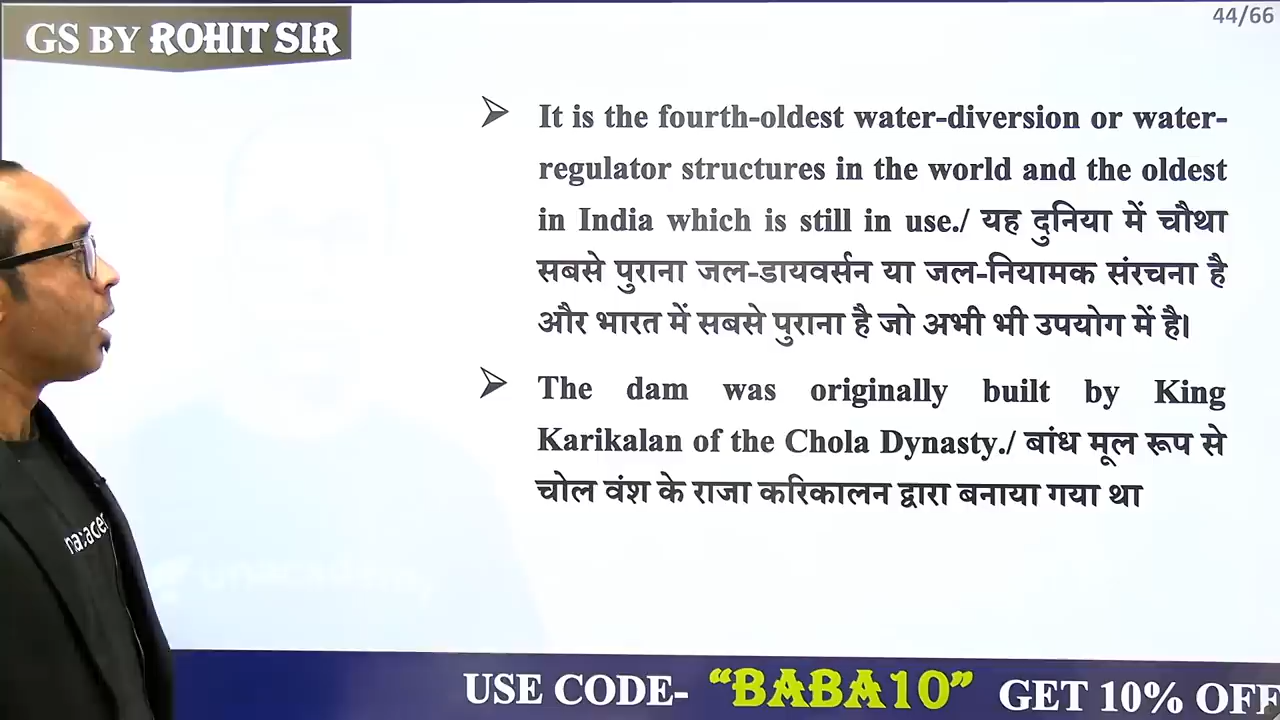 GS BY ROHIT SIR
44/66
It is the fourth-oldest water-diversion or water-
regulator structures in the world and the oldest
in India which is still in use./ यह दुनिया में चौथा
सबसे पुराना जल-डायवर्सन या जल-नियामक संरचना है
और भारत में सबसे पुराना है जो अभी भी उपयोग में है।
The dam was originally built by King
Karikalan of the Chola Dynasty./ बांध मूल रूप से
चोल वंश के राजा करिकालन द्वारा बनाया गया था
unacademy
USE CODE- "BABA10" GET 10% OFF